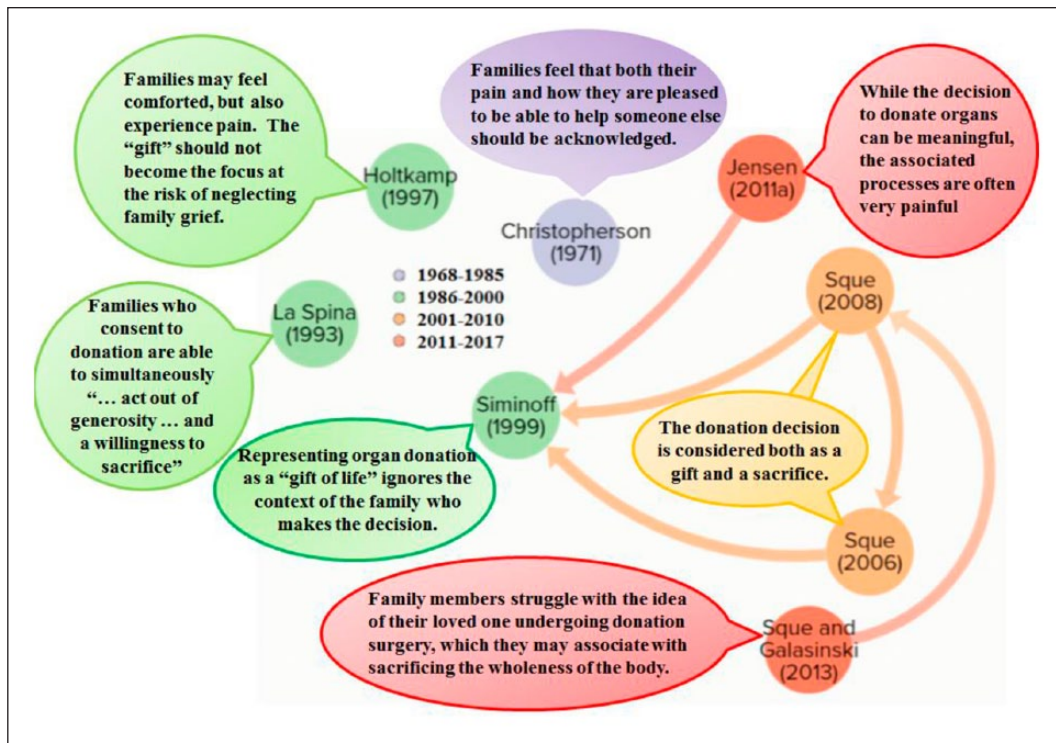 Families may feel
comforted, but also
experience pain.  The
“gift” should not
become the focus at
the risk of neglecting
family grief.
Holtkamp
(1997)
Families feel that both their
pain and how they are
pleased to be able to help someone else
should be acknowledged.
Christopherson
(1971)
While the decision
to donate organs
can be meaningful,
the associated
processes are often
very painful
Jensen
(2011a)
1968-1985
1986-2000
2001-2010
2011-2017
Families who
consent to
donation are able
to simultaneously
“… act out of
generosity … and
a willingness to
sacrifice”
La Spina
(1993)
Sque
(2008)
Siminoff
(1999)
Representing organ donation
as a “gift of life” ignores the
context of the family who
makes the decision.
The donation decision
is considered both as a
gift and a sacrifice.
Sque
(2006)
Family members struggle with the idea
of their loved one undergoing donation
surgery, which they may associate with
sacrificing the wholeness of the body.
Sque and
Galasinski
(2013)